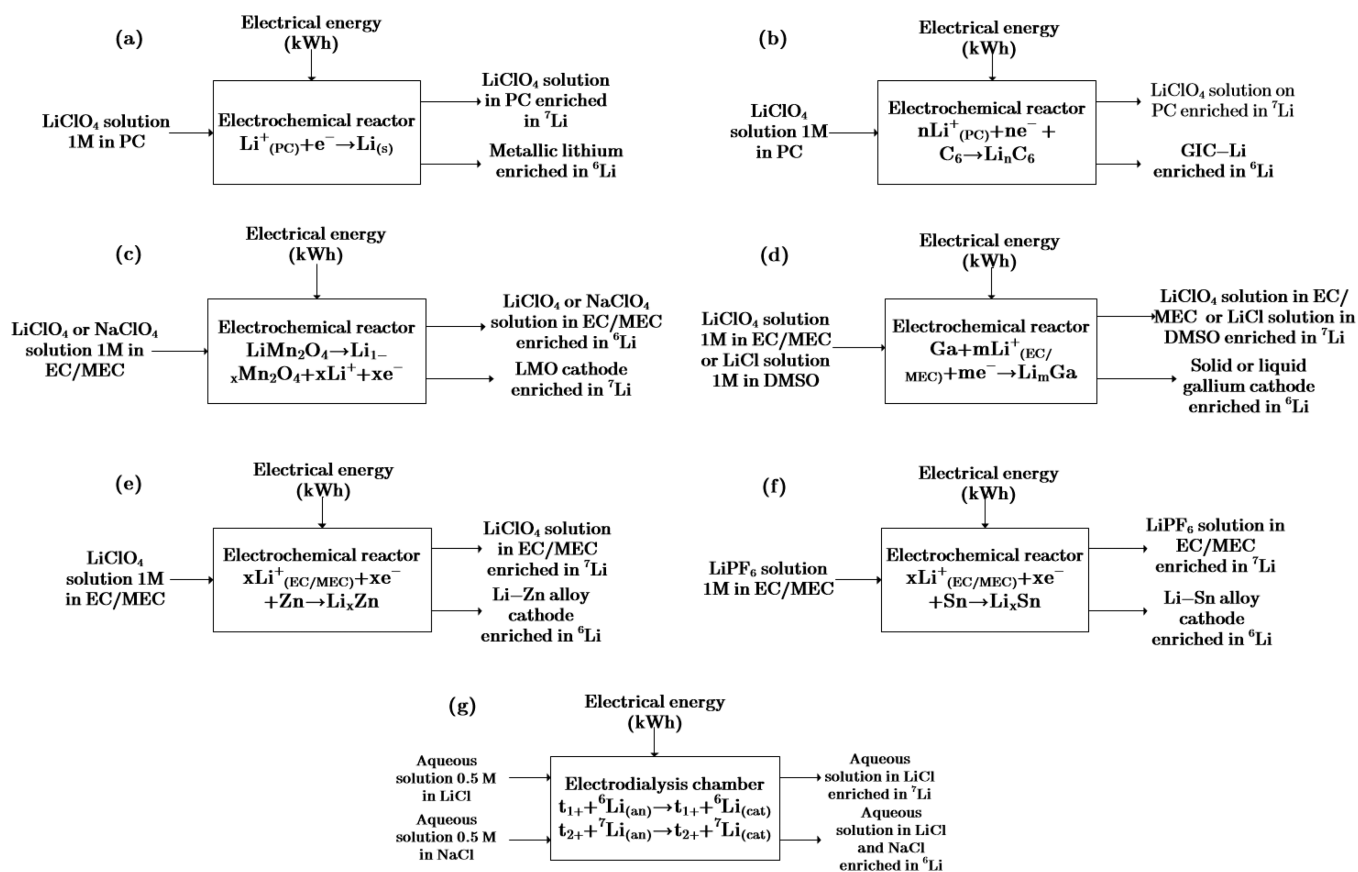 (a)
Electrical energy
(kWh)
LiClO₄ solution
1M in PC
Electrochemical reactor
Li⁺₍PC₎+e⁻→Li₍s₎
LiClO₄ solution
in PC enriched
in ⁷Li
Metallic lithium
enriched in ⁶Li
(b)
Electrical energy
(kWh)
LiClO₄
solution 1M
in PC
Electrochemical reactor
nLi⁺₍PC₎+ne⁻ +
C₆→LiₙC₆
LiClO₄ solution on
PC enriched in ⁷Li
GIC–Li
enriched in ⁶Li
(c)
Electrical energy
(kWh)
LiClO₄ or NaClO₄
solution 1M in
EC/MEC
Electrochemical reactor
LiMn₂O₄→Li₁₋
ₓMn₂O₄+xLi⁺+xe⁻
LiClO₄ or NaClO₄
solution in EC/MEC
enriched in ⁶Li
LMO cathode
enriched in ⁷Li
(d)
Electrical energy
(kWh)
LiClO₄ solution
1M in EC/MEC
or LiCl solution
1M in DMSO
Electrochemical reactor
Ga+mLi⁺₍EC/
MEC₎+me⁻→LiₘGa
LiClO₄ solution in EC/
MEC or LiCl solution in
DMSO enriched in ⁷Li
Solid or liquid
gallium cathode
enriched in ⁶Li
(e)
Electrical energy
(kWh)
LiClO₄
solution 1M
in EC/MEC
Electrochemical reactor
xLi⁺₍EC/MEC₎+xe⁻
+Zn→LiₓZn
LiClO₄ solution
in EC/MEC
enriched in ⁷Li
Li–Zn alloy
cathode
enriched in ⁶Li
(f)
Electrical energy
(kWh)
LiPF₆ solution
1M in EC/MEC
Electrochemical reactor
xLi⁺₍EC/MEC₎+xe⁻
+Sn→LiₓSn
LiPF₆ solution in
EC/MEC
enriched in ⁷Li
Li–Sn alloy
cathode
enriched in ⁶Li
(g)
Electrical energy
(kWh)
Aqueous
solution 0.5 M
in LiCl
Aqueous
solution 0.5 M
in NaCl
Electrodialysis chamber
t₁₊+⁶Li₍an₎→t₁₊+⁶Li₍cat₎
t₂₊+⁷Li₍an₎→t₂₊+⁷Li₍cat₎
Aqueous
solution in LiCl
enriched in ⁷Li
Aqueous
solution in LiCl
and NaCl
enriched in ⁶Li